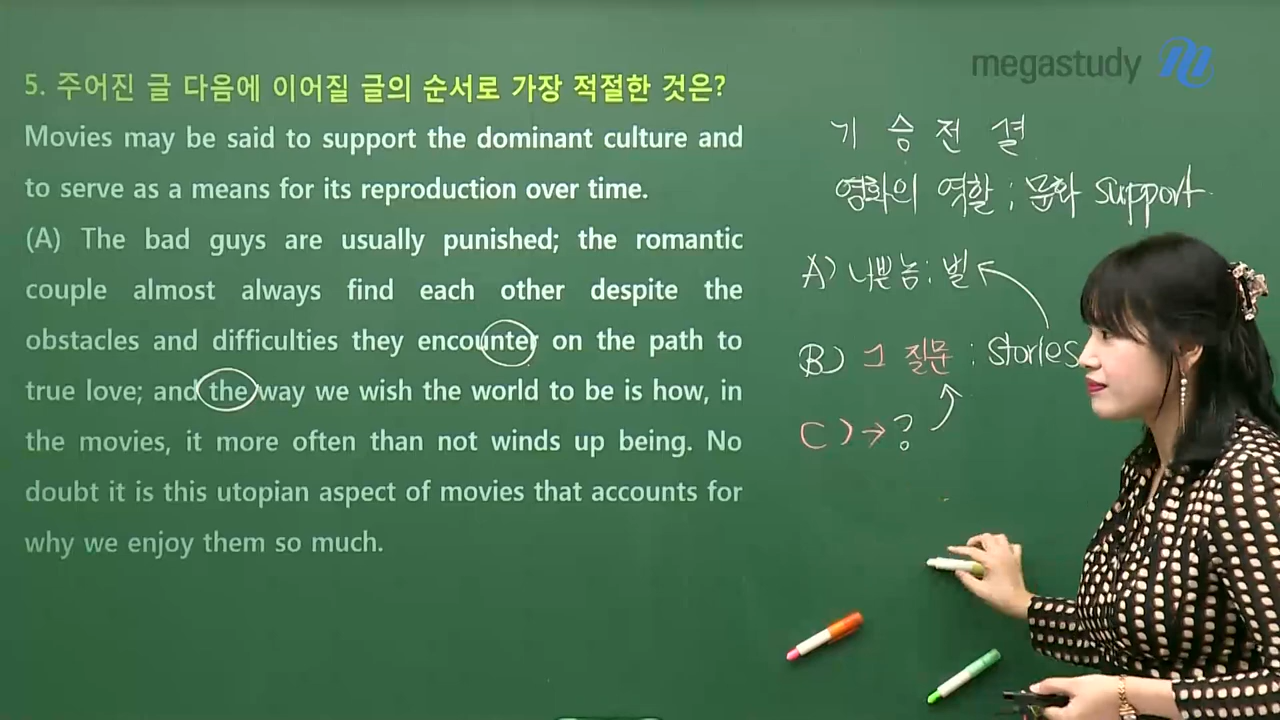 megastudy
5. 주어진 글 다음에 이어질 글의 순서로 가장 적절한 것은?
Movies may be said to support the dominant culture and
to serve as a means for its reproduction over time.
(A) The bad guys are usually punished; the romantic
couple almost always find each other despite the
obstacles and difficulties they encounter on the path to
true love; and the way we wish the world to be is how, in
the movies, it more often than not winds up being. No
doubt it is this utopian aspect of movies that accounts for
why we enjoy them so much.
기 승 전 결
영화의 역할 ; 문화 support
A) 나쁜놈 : 벌
B) 그 질문 : stories
C) → ?